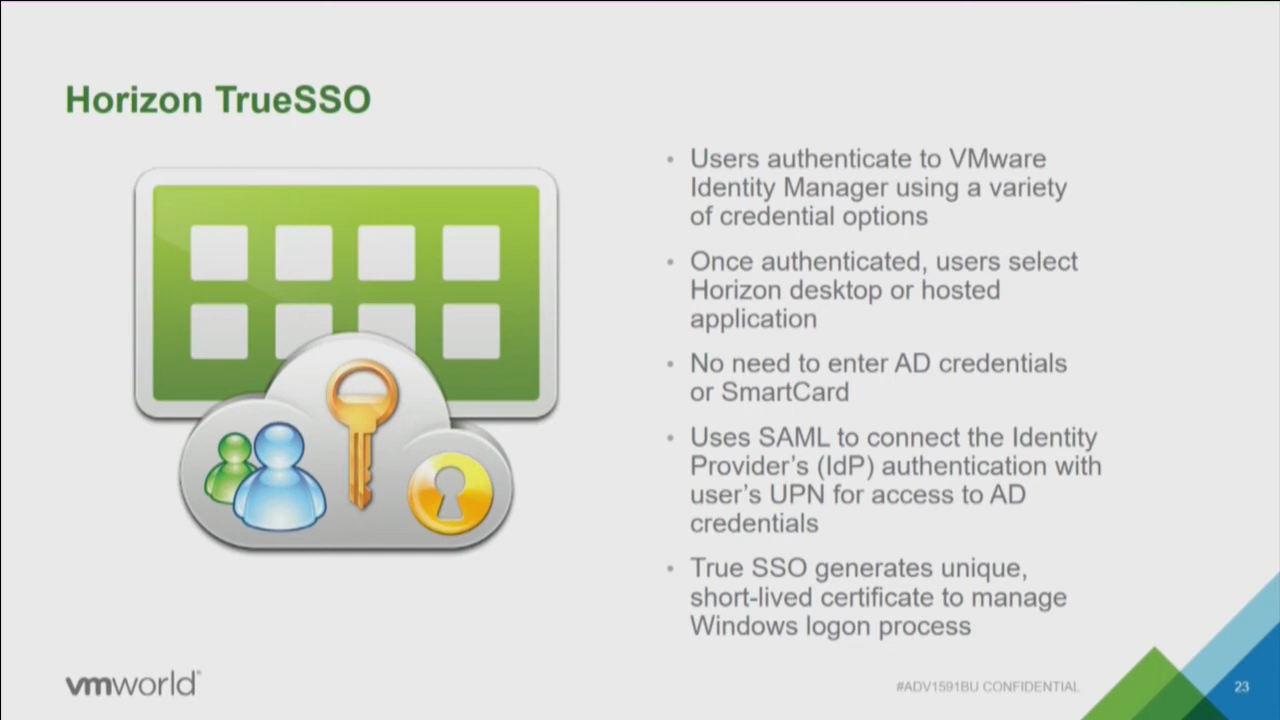 Horizon TrueSSO
• Users authenticate to VMware
Identity Manager using a variety
of credential options
• Once authenticated, users select
Horizon desktop or hosted
application
• No need to enter AD credentials
or SmartCard
• Uses SAML to connect the Identity
Provider's (IdP) authentication with
user's UPN for access to AD
credentials
• True SSO generates unique,
short-lived certificate to manage
Windows logon process
vmworld®
#ADV1591BU CONFIDENTIAL
23